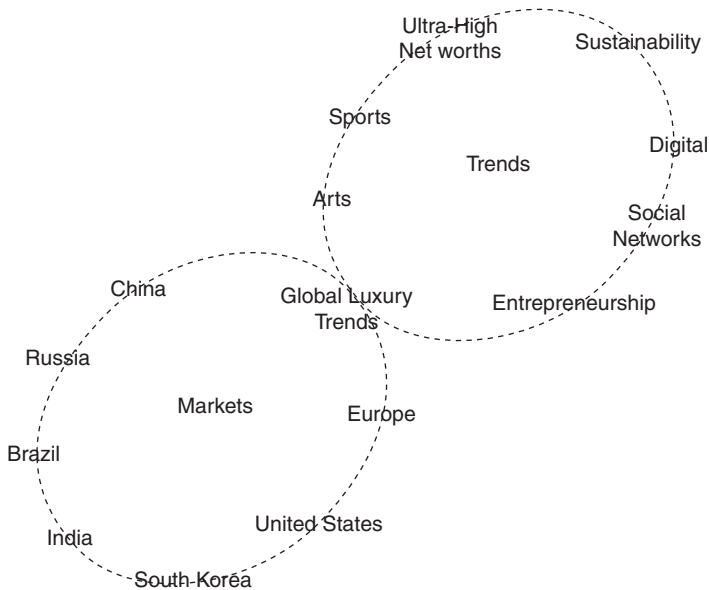 Ultra-High
Net worths
Sustainability
Sports
Digital
Trends
Arts
Social
Networks
China
Global Luxury
Trends
Entrepreneurship
Russia
Markets
Europe
Brazil
United States
India
South Korea